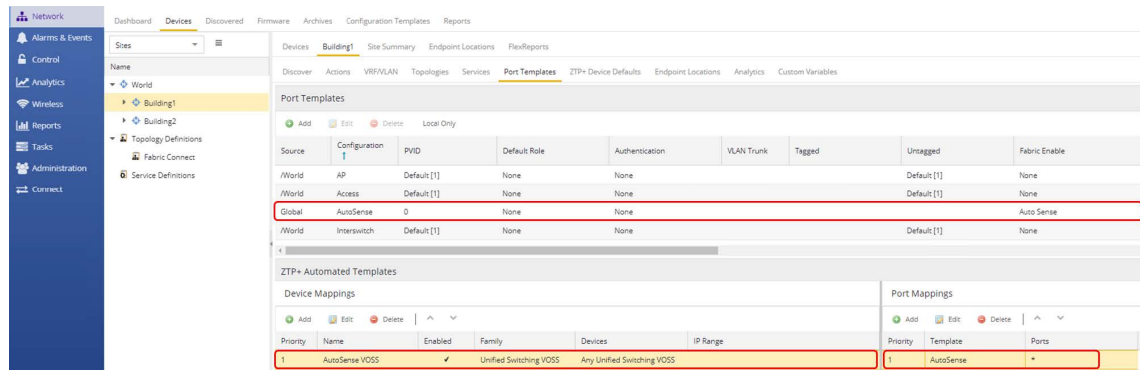 Network
Alarms & Events
Control
Analytics
Wireless
Reports
Tasks
Administration
Connect
Dashboard Devices Discovered Firmware Archives Configuration Templates Reports
Sites
Name
World
Building1
Building2
Topology Definitions
Fabric Connect
Service Definitions
Devices Building1 Site Summary Endpoint Locations FlexReports
Discover Actions VRF/VLAN Topologies Services Port Templates ZTP+ Device Defaults Endpoint Locations Analytics Custom Variables
Port Templates
Add Edit Delete Local Only
Source Configuration PVID Default Role Authentication VLAN Trunk Tagged Untagged Fabric Enable
/World AP Default [1] None None Default [1] None
/World Access Default [1] None None Default [1] None
Global AutoSense 0 None None Auto Sense
/World Interswitch Default [1] None None Default [1] None
ZTP+ Automated Templates
Device Mappings
Add Edit Delete
Priority Name Enabled Family Devices IP Range
1 AutoSense VOSS ✔ Unified Switching VOSS Any Unified Switching VOSS
Port Mappings
Add Edit Delete
Priority Template Ports
1 AutoSense *